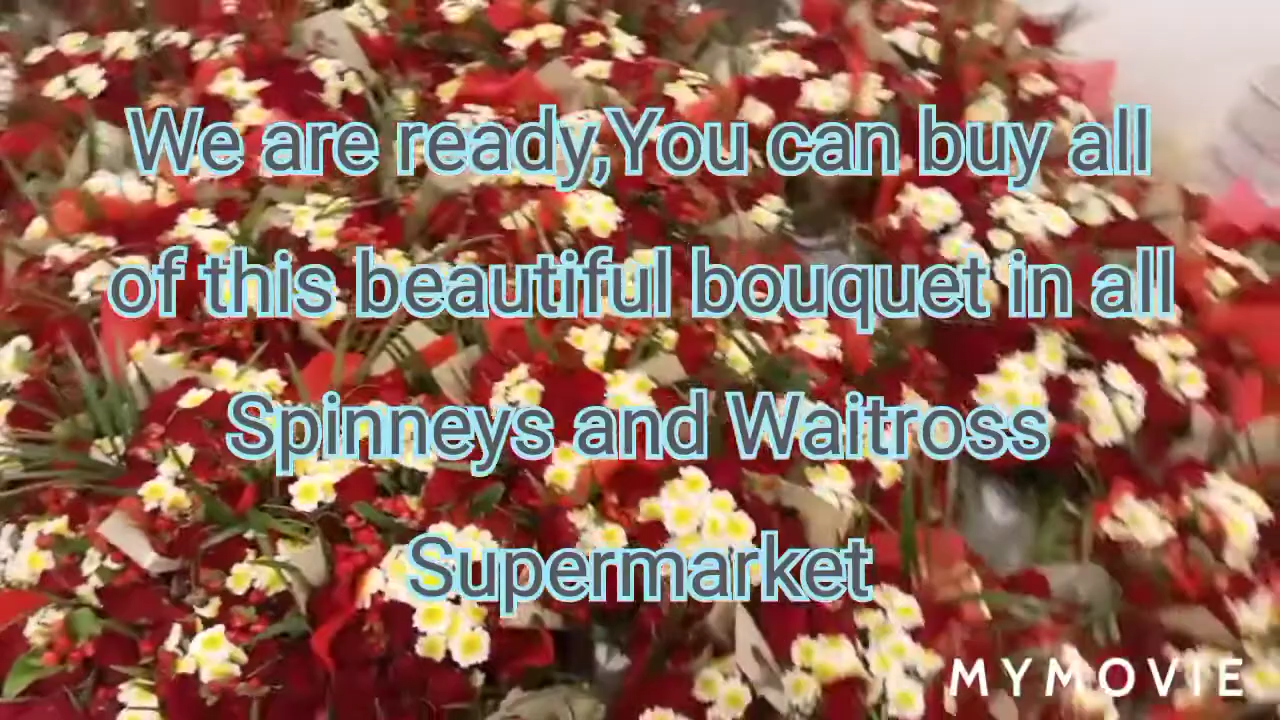 We are ready,You can buy all
of this beautiful bouquet in all
Spinneys and Waitross
Supermarket
MYMOVIE